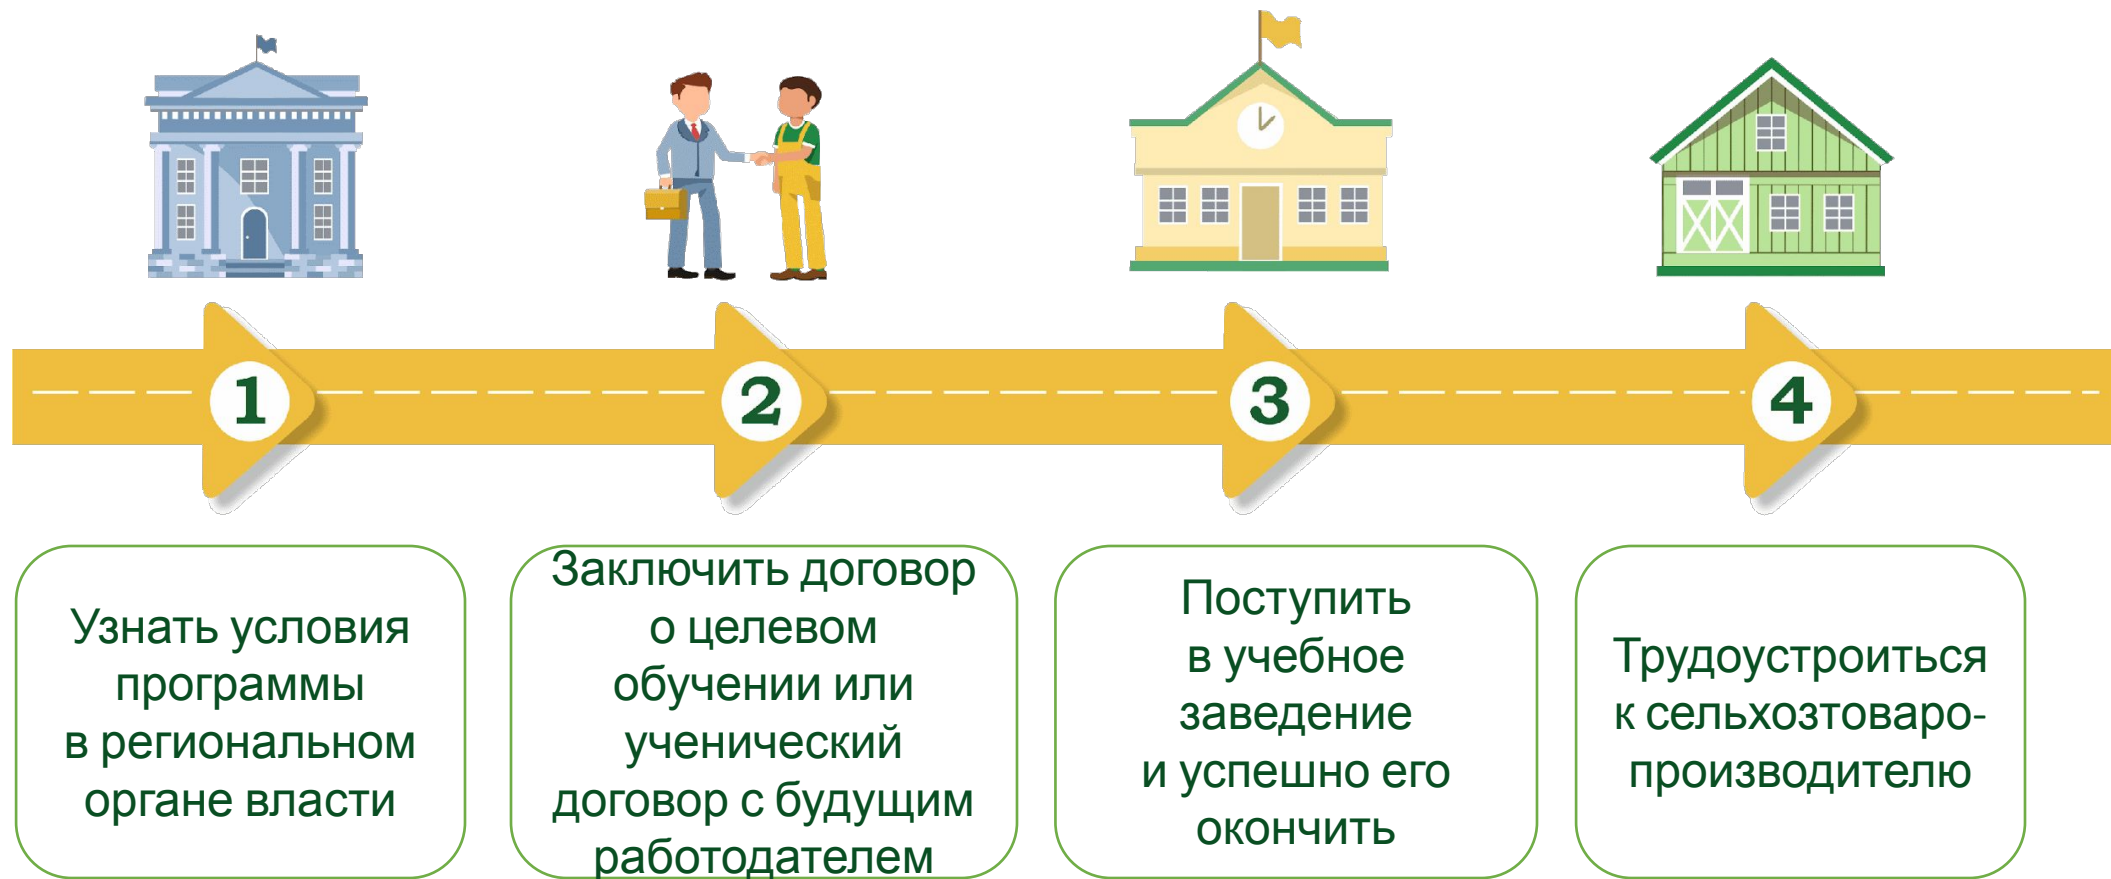 1
2
3
4
Узнать условия
программы
в региональном
органе власти
Заключить договор
о целевом
обучении или
ученический
договор с будущим
работодателем
Поступить
в учебное
заведение
и успешно его
окончить
Трудоустроиться
к сельхозтоваро-
производителю